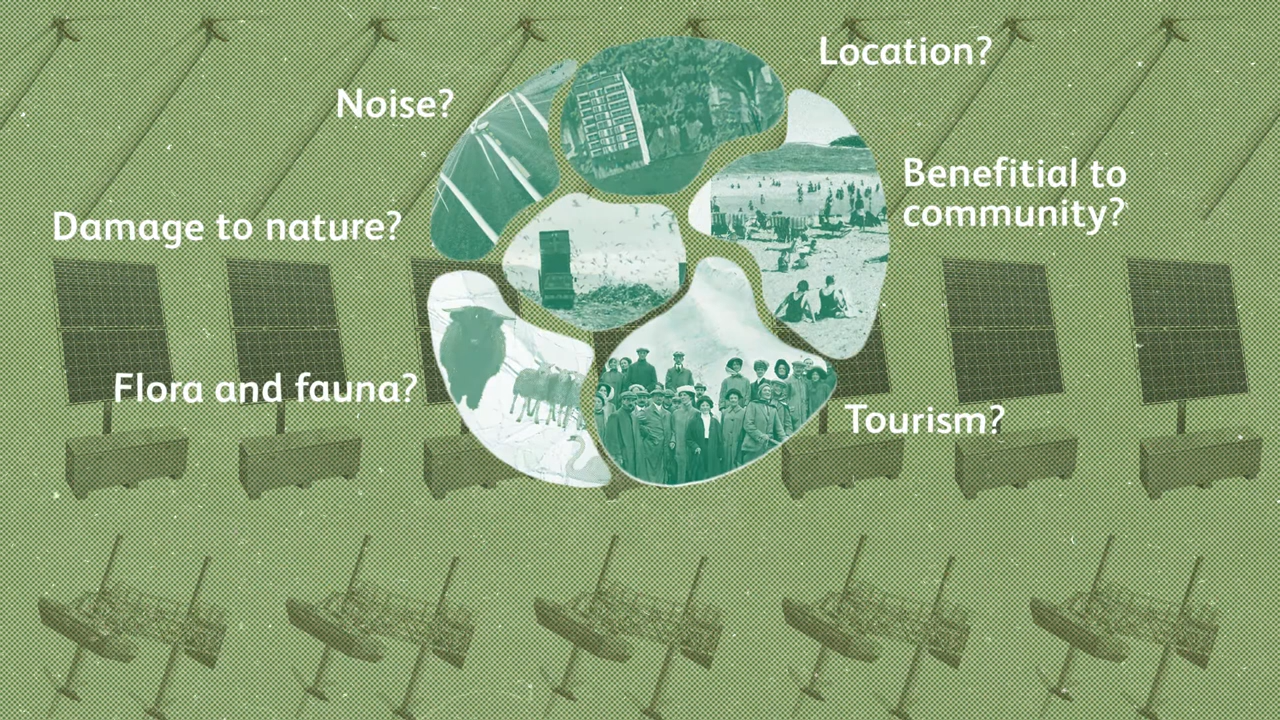 Location?
Noise?
Benefitial to
community?
Damage to nature?
Flora and fauna?
Tourism?